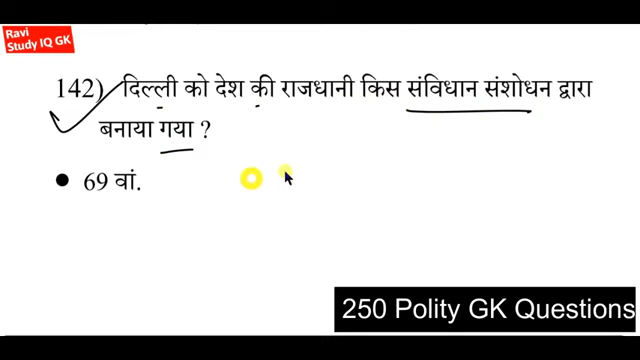 Ravi
Study IQ GK
142) दिल्ली को देश की राजधानी किस संविधान संशोधन द्वारा
बनाया गया ?
● 69 वां.
250 Polity GK Questions